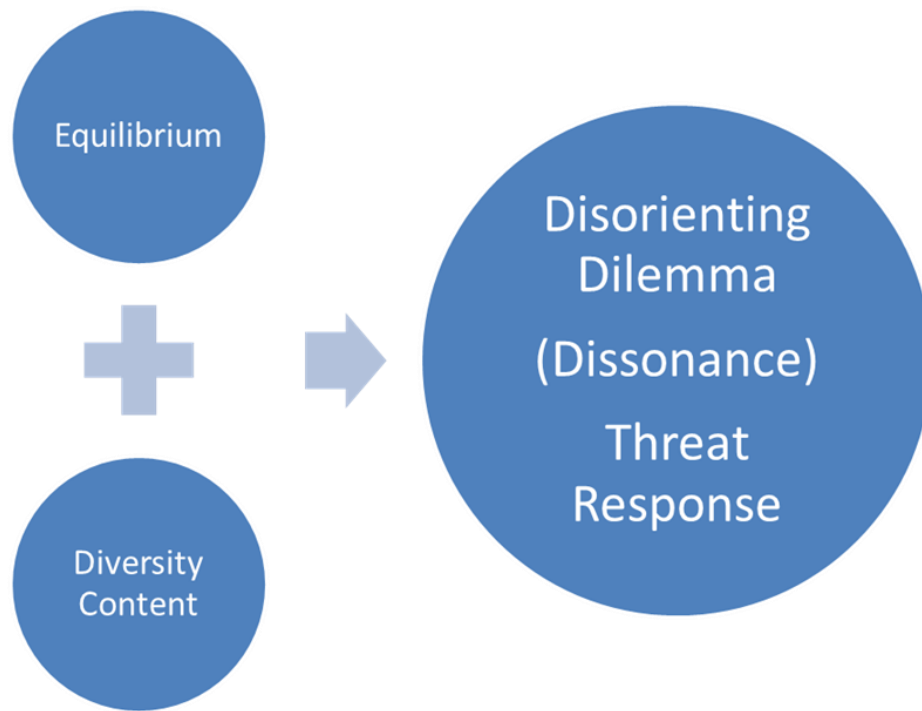 Equilibrium
Diversity
Content
Disorienting
Dilemma
(Dissonance)
Threat
Response